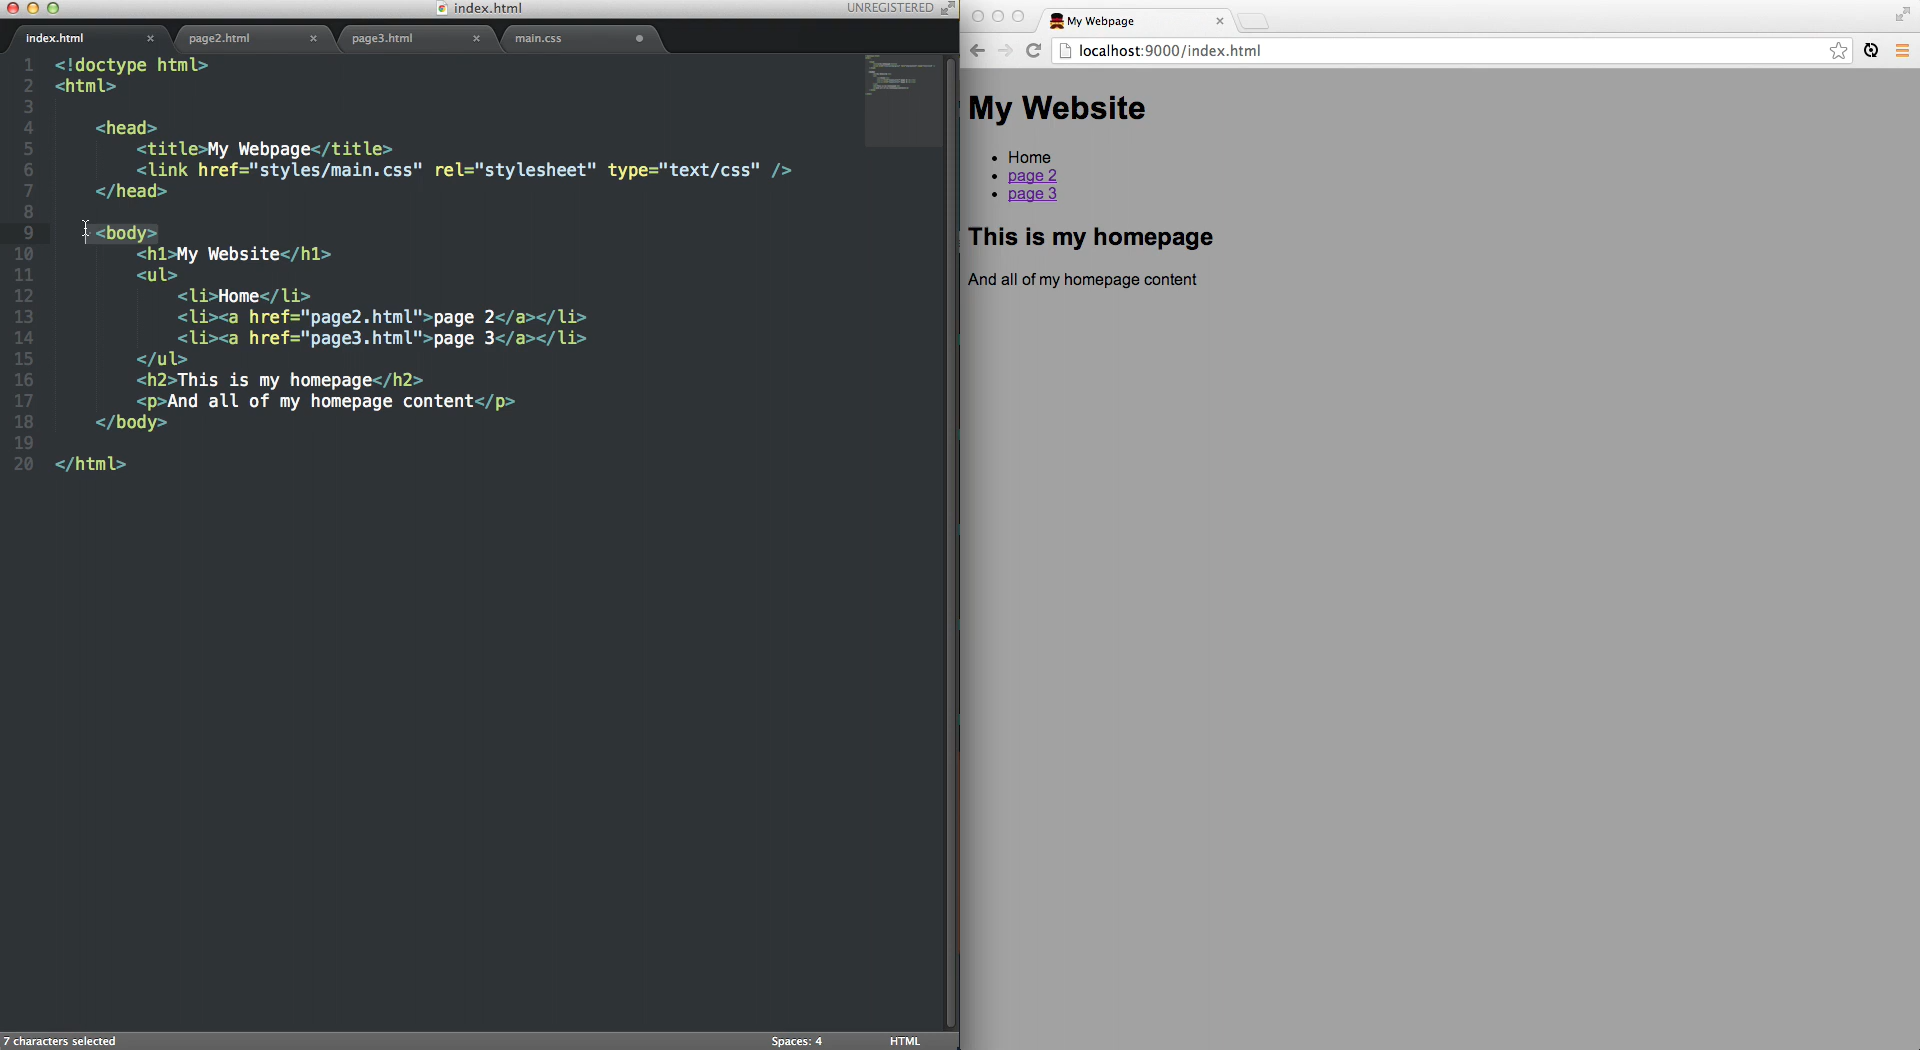 index.html
UNREGISTERED
index.html
page2.html
page3.html
main.css
1 <!doctype html>
2 <html>
3
4 <head>
5 <title>My Webpage</title>
6 <link href="styles/main.css" rel="stylesheet" type="text/css" />
7 </head>
8
9 <body>
10 <h1>My Website</h1>
11 <ul>
12 <li>Home</li>
13 <li><a href="page2.html">page 2</a></li>
14 <li><a href="page3.html">page 3</a></li>
15 </ul>
16 <h2>This is my homepage</h2>
17 <p>And all of my homepage content</p>
18 </body>
19
20 </html>
7 characters selected
Spaces: 4
HTML
My Webpage
localhost:9000/index.html
My Website
Home
page 2
page 3
This is my homepage
And all of my homepage content